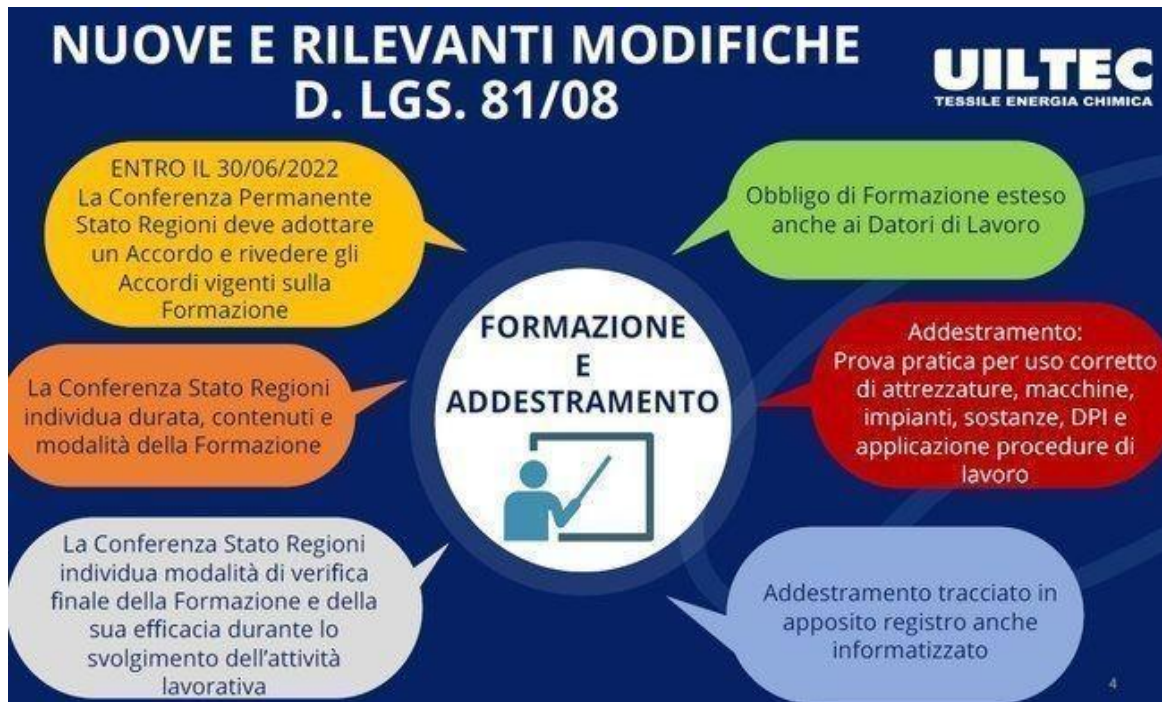 NUOVE E RILEVANTI MODIFICHE
D. LGS. 81/08
UILTEC
TESSILE ENERGIA CHIMICA
ENTRO IL 30/06/2022
La Conferenza Permanente
Stato Regioni deve adottare
un Accordo e rivedere gli
Accordi vigenti sulla
Formazione
Obbligo di Formazione esteso
anche ai Datori di Lavoro
La Conferenza Stato Regioni
individua durata, contenuti e
modalità della Formazione
FORMAZIONE
E
ADDESTRAMENTO
Addestramento:
Prova pratica per uso corretto
di attrezzature, macchine,
impianti, sostanze, DPI e
applicazione procedure di
lavoro
La Conferenza Stato Regioni
individua modalità di verifica
finale della Formazione e della
sua efficacia durante lo
svolgimento dell'attività
lavorativa
Addestramento tracciato in
apposito registro anche
informatizzato
4